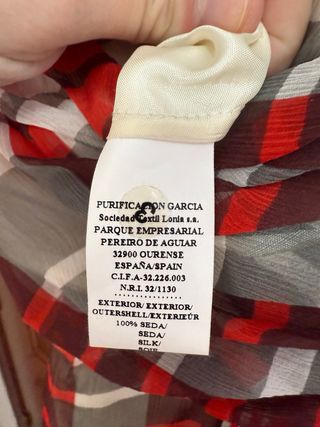 PURIFICACION GARCIA
Sociedad Textil Lonia s.a.
PARQUE EMPRESARIAL
PEREIRO DE AGUIAR
32900 OURENSE
ESPAÑA/SPAIN
C.I.F.A-32.226.003
N.R.I. 32/1130
EXTERIOR/ EXTERIOR/
OUTERSHELL/EXTERIEUR
100% SEDA/
SEDA/
SILK/
SOIE